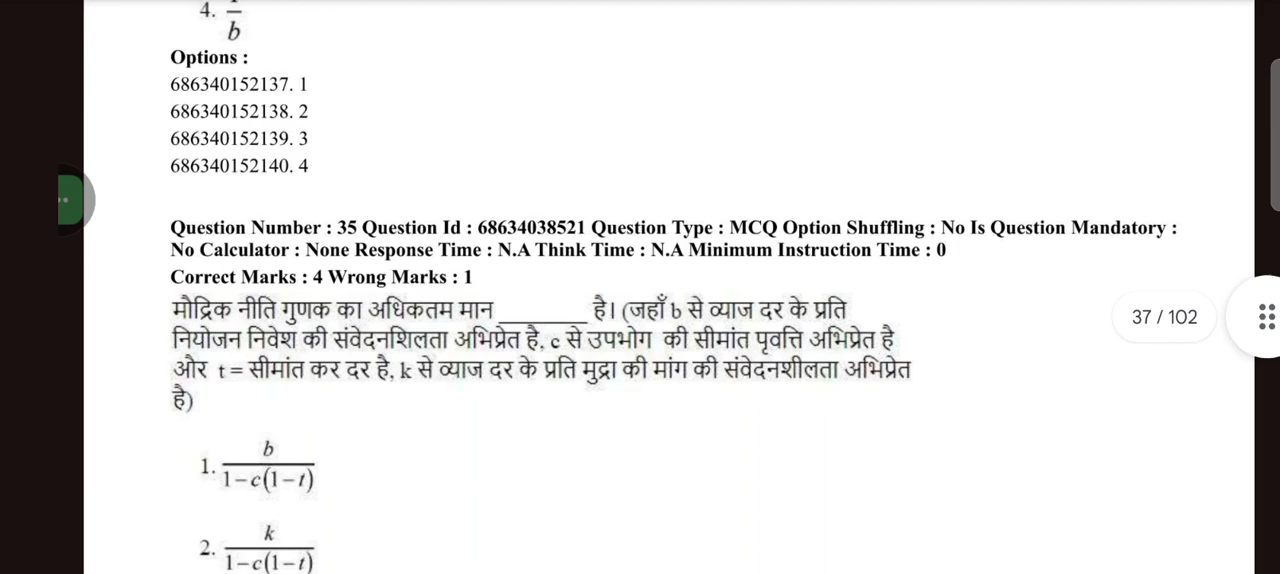 4. b
Options :
686340152137. 1
686340152138. 2
686340152139. 3
686340152140. 4
Question Number : 35 Question Id : 68634038521 Question Type : MCQ Option Shuffling : No Is Question Mandatory :
No Calculator : None Response Time : N.A Think Time : N.A Minimum Instruction Time : 0
Correct Marks : 4 Wrong Marks : 1
मौद्रिक नीति गुणक का अधिकतम मान ________ है। (जहाँ b से व्याज दर के प्रति
नियोजन निवेश की संवेदनशिलता अभिप्रेत है, c से उपभोग की सीमांत पृवत्ति अभिप्रेत है
और t = सीमांत कर दर है, k से व्याज दर के प्रति मुद्रा की मांग की संवेदनशीलता अभिप्रेत
है)
1. b / 1−c(1−t)
2. k / 1−c(1−t)
37 / 102